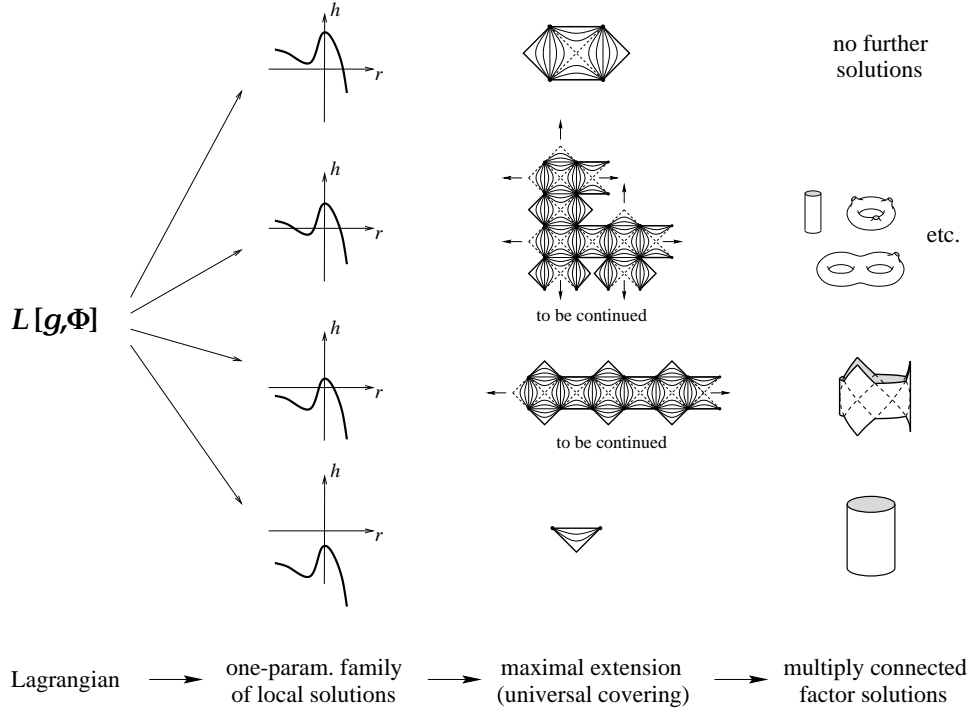 h
r
no further
solutions
h
r
etc.
to be continued
L [g,Φ]
h
r
to be continued
h
r
Lagrangian
one-param. family
of local solutions
maximal extension
(universal covering)
multiply connected
factor solutions